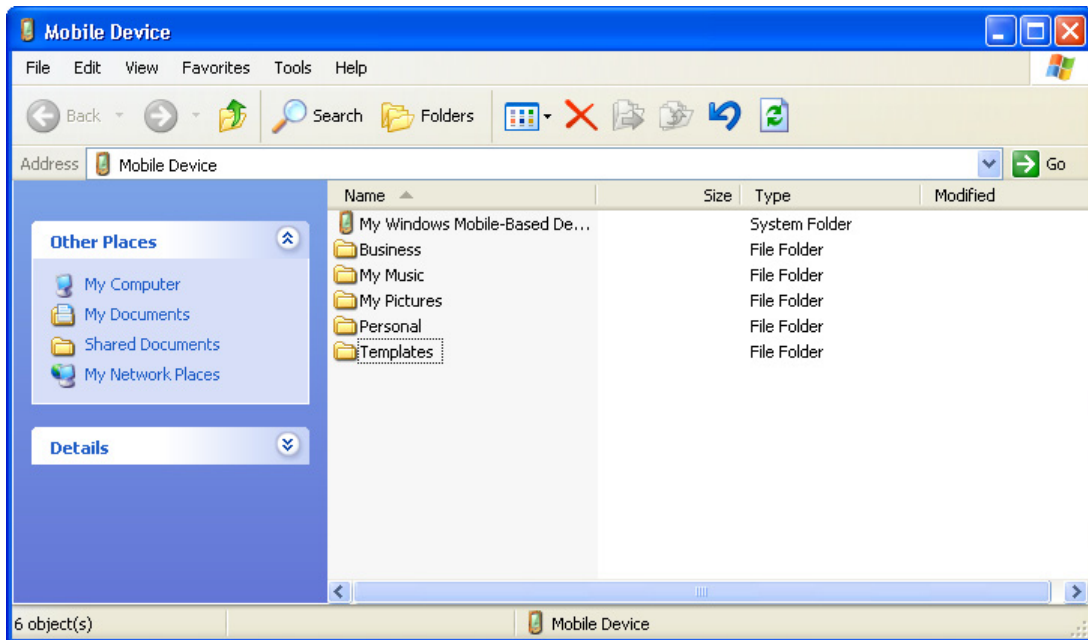 Mobile Device
File Edit View Favorites Tools Help
Back Search Folders
Address Mobile Device Go
Name Size Type Modified
Other Places
My Computer
My Documents
Shared Documents
My Network Places
Details
My Windows Mobile-Based De... System Folder
Business File Folder
My Music File Folder
My Pictures File Folder
Personal File Folder
Templates File Folder
6 object(s) Mobile Device